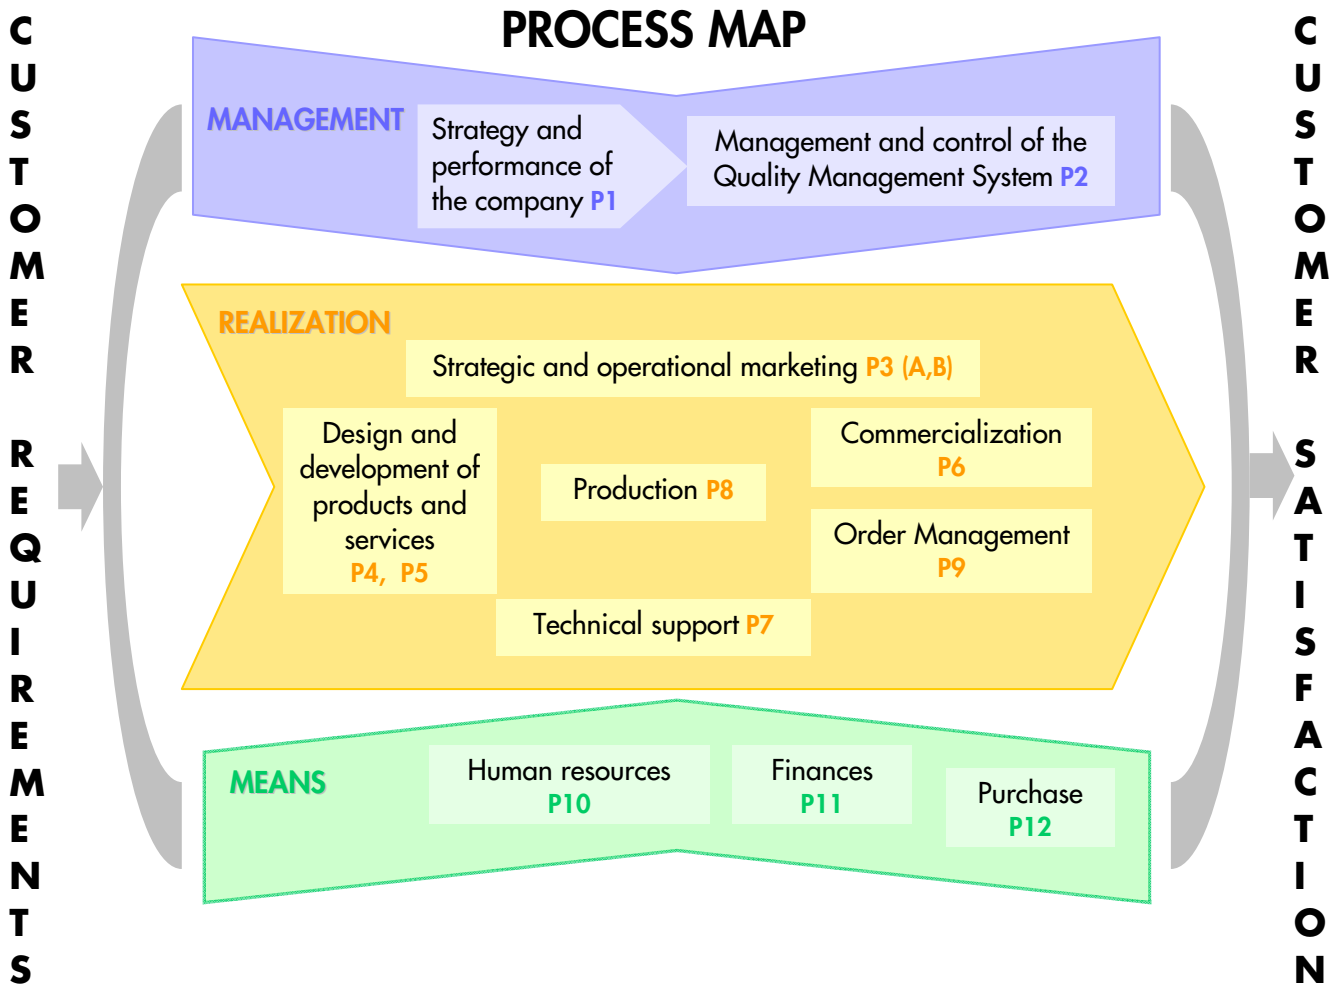 PROCESS MAP
CUSTOMER REQUIREMENTS
MANAGEMENT
Strategy and
performance of
the company P1
Management and control of the
Quality Management System P2
REALIZATION
Strategic and operational marketing P3 (A,B)
Design and
development of
products and
services
P4, P5
Production P8
Commercialization
P6
Order Management
P9
Technical support P7
MEANS
Human resources
P10
Finances
P11
Purchase
P12
CUSTOMER SATISFACTION